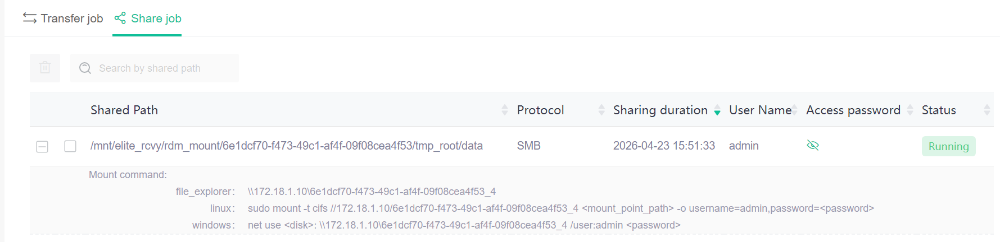 Transfer job Share job
Search by shared path
Shared Path Protocol Sharing duration User Name Access password Status
/mnt/elite_rcvy/rdm_mount/6e1dcf70-f473-49c1-af4f-09f08cea4f53/tmp_root/data SMB 2026-04-23 15:51:33 admin Running
Mount command:
file_explorer: \\172.18.1.10\6e1dcf70-f473-49c1-af4f-09f08cea4f53_4
linux: sudo mount -t cifs //172.18.1.10/6e1dcf70-f473-49c1-af4f-09f08cea4f53_4 <mount_point_path> -o username=admin,password=<password>
windows: net use <disk>: \\172.18.1.10\6e1dcf70-f473-49c1-af4f-09f08cea4f53_4 /user:admin <password>